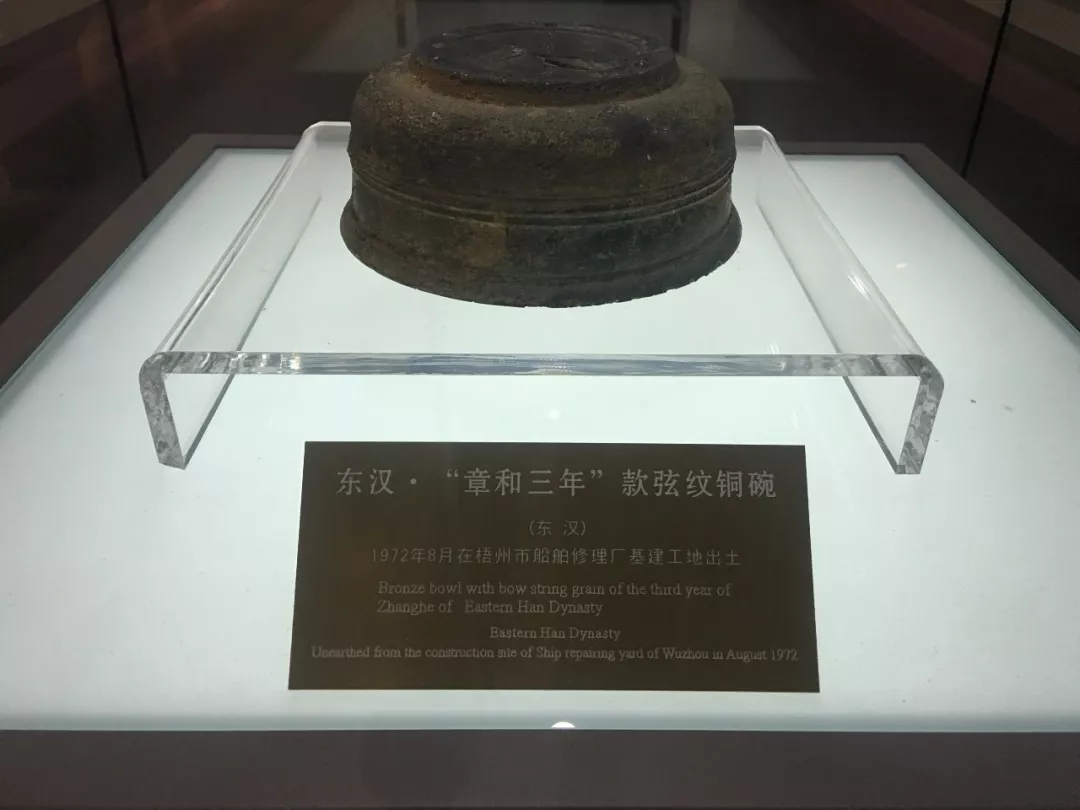 东汉·“章和三年”款弦纹铜碗
（东 汉）
1972年8月在梧州市船舶修理厂基建工地出土
Bronze bowl with bow string grain of the third year of
Zhanghe of Eastern Han Dynasty
Eastern Han Dynasty
Unearthed from the construction site of Ship repairing yard of Wuzhou in August 1972